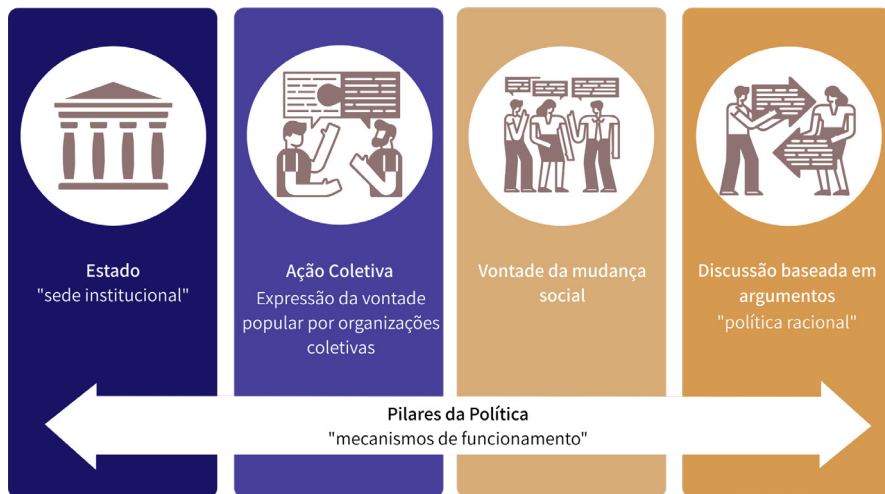 Estado
"sede institucional"
Ação Coletiva
Expressão da vontade
popular por organizações
coletivas
Vontade da mudança
social
Discussão baseada em
argumentos
"política racional"
Pilares da Política
"mecanismos de funcionamento"